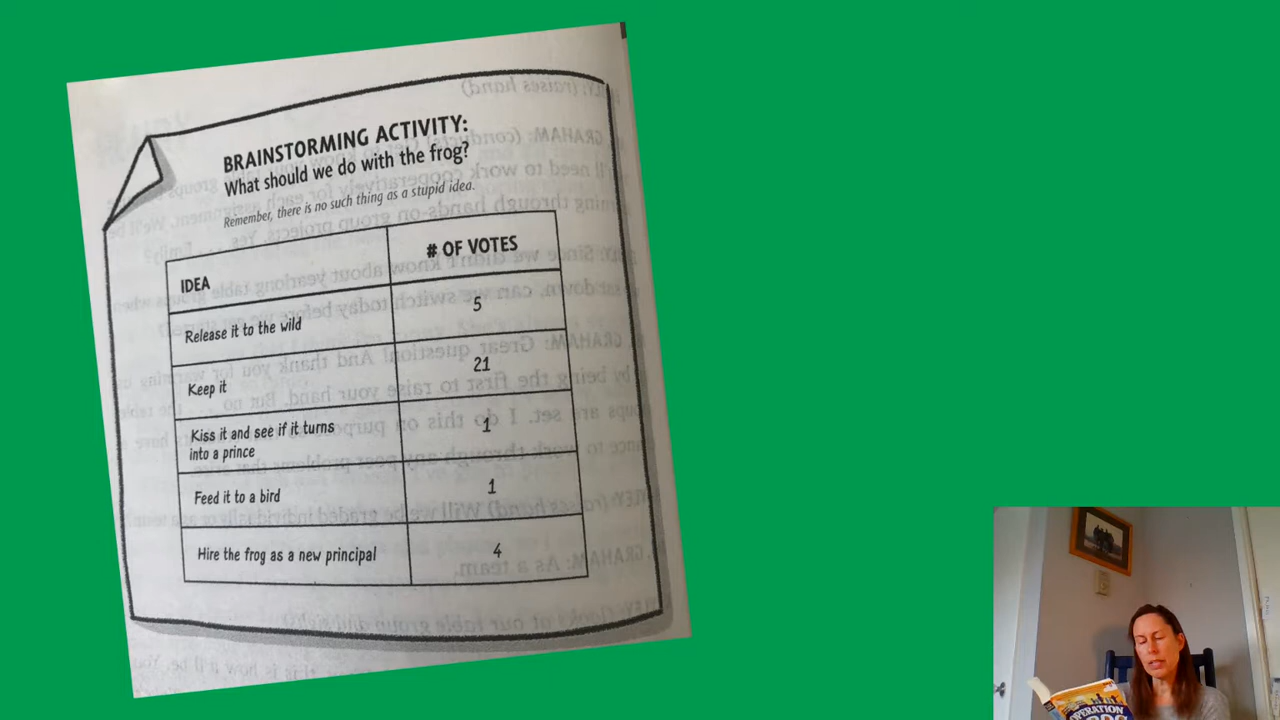 BRAINSTORMING ACTIVITY:
What should we do with the frog?
Remember, there is no such thing as a stupid idea.
IDEA # OF VOTES
Release it to the wild 5
Keep it 21
Kiss it and see if it turns
into a prince 1
Feed it to a bird 1
Hire the frog as a new principal 4
OPERATION